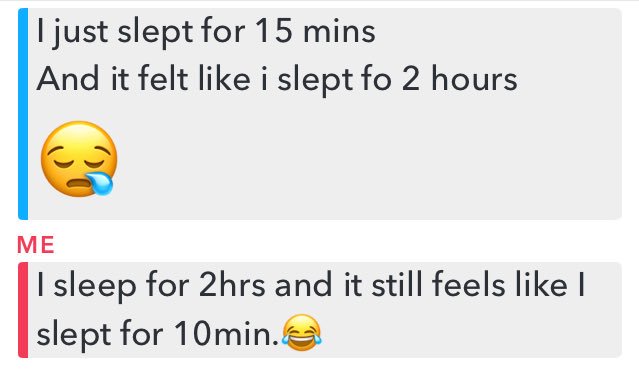 I just slept for 15 mins
And it felt like i slept fo 2 hours
😪
ME
I sleep for 2hrs and it still feels like I
slept for 10min.😂